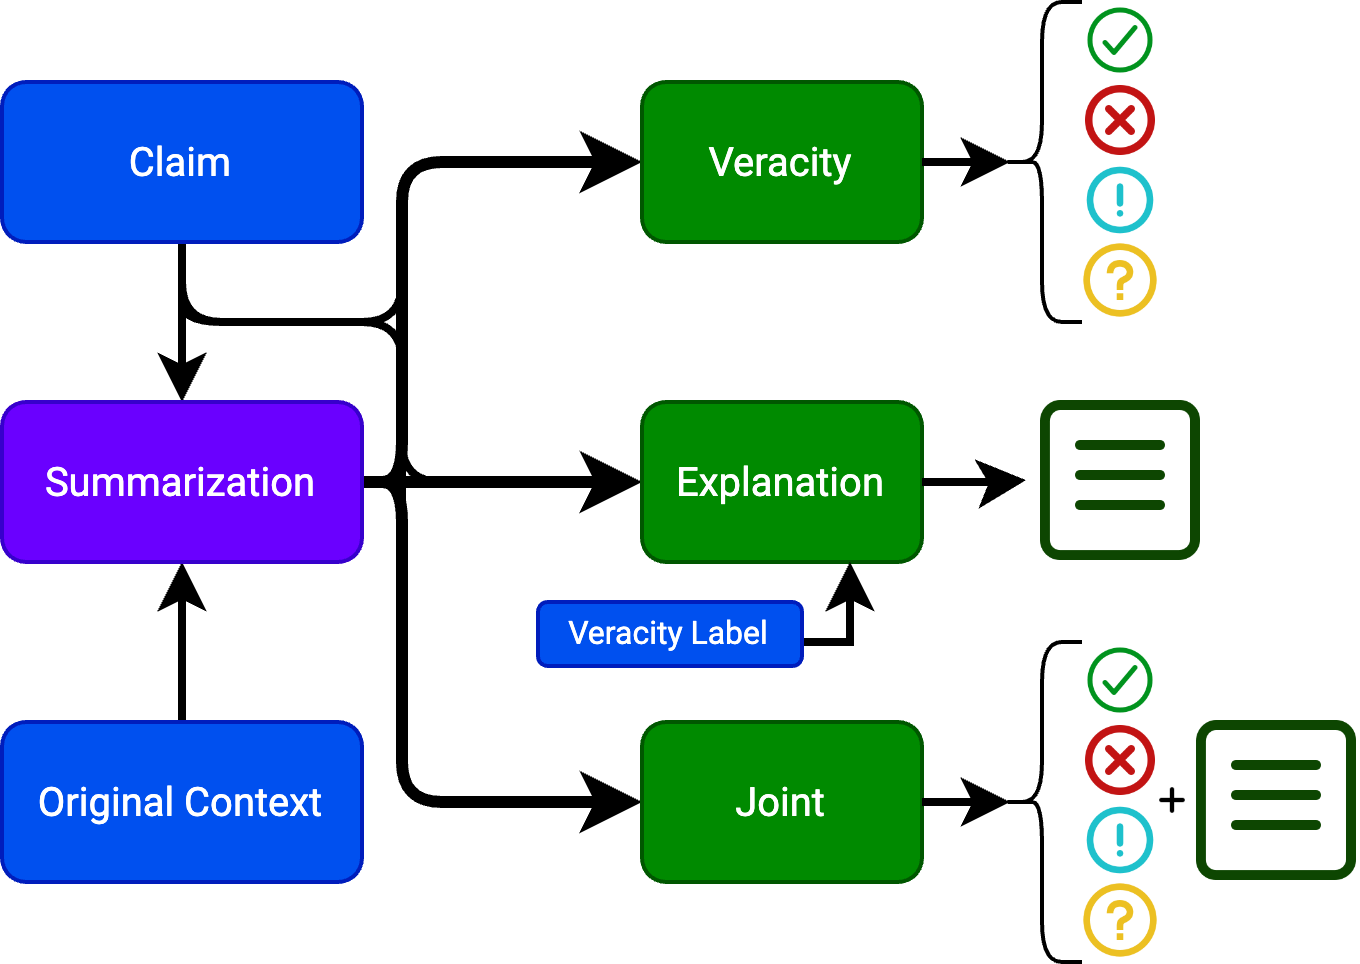 Claim
Veracity
Summarization
Explanation
Veracity Label
Original Context
Joint
+